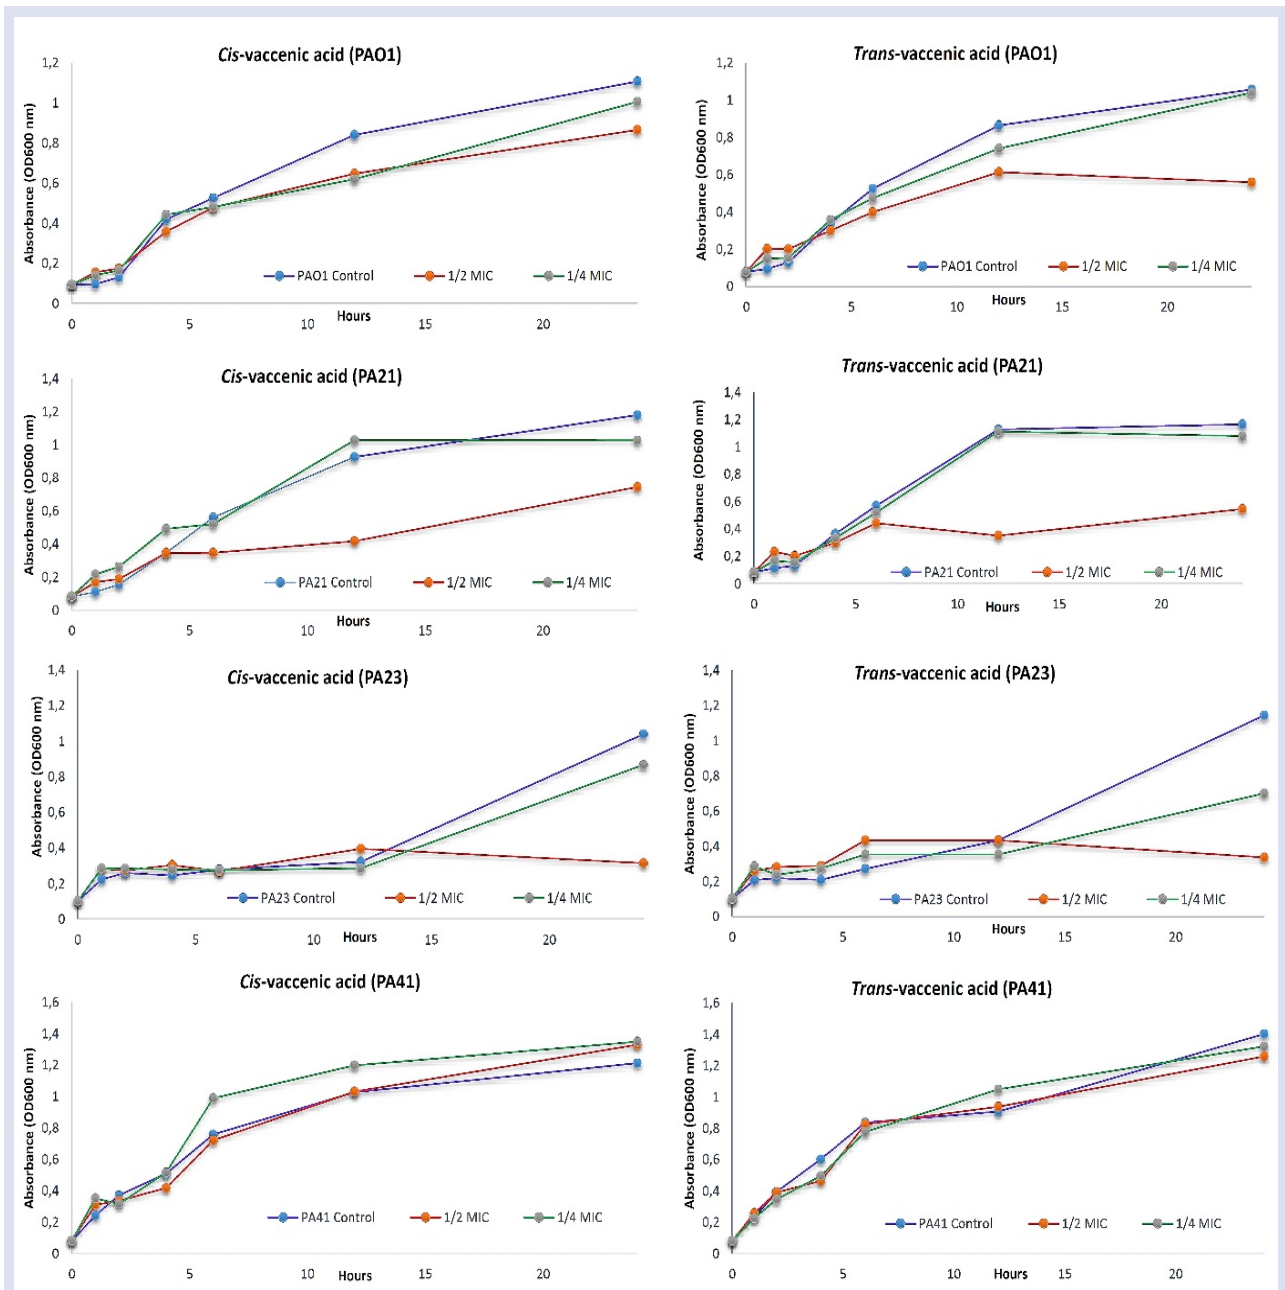 Cis-vaccenic acid (PAO1)
Absorbance (OD600 nm)
1,2
1
0,8
0,6
0,4
0,2
0
PAO1 Control 1/2 MIC 1/4 MIC
0 5 10 15 20
Hours
Trans-vaccenic acid (PAO1)
Absorbance (OD600 nm)
1,2
1
0,8
0,6
0,4
0,2
0
PAO1 Control 1/2 MIC 1/4 MIC
0 5 10 15 20
Hours
Cis-vaccenic acid (PA21)
Absorbance (OD600 nm)
1,4
1,2
1
0,8
0,6
0,4
0,2
0
PA21 Control 1/2 MIC 1/4 MIC
0 5 10 15 20
Hours
Trans-vaccenic acid (PA21)
Absorbance (OD600 nm)
1,4
1,2
1
0,8
0,6
0,4
0,2
0
PA21 Control 1/2 MIC 1/4 MIC
0 5 10 15 20
Hours
Cis-vaccenic acid (PA23)
Absorbance (OD600 nm)
1,4
1,2
1
0,8
0,6
0,4
0,2
0
PA23 Control 1/2 MIC 1/4 MIC
0 5 10 15 20
Hours
Trans-vaccenic acid (PA23)
Absorbance (OD600 nm)
1,4
1,2
1
0,8
0,6
0,4
0,2
0
PA23 Control 1/2 MIC 1/4 MIC
0 5 10 15 20
Hours
Cis-vaccenic acid (PA41)
Absorbance (OD600 nm)
1,6
1,4
1,2
1
0,8
0,6
0,4
0,2
0
PA41 Control 1/2 MIC 1/4 MIC
0 5 10 15 20
Hours
Trans-vaccenic acid (PA41)
Absorbance (OD600 nm)
1,6
1,4
1,2
1
0,8
0,6
0,4
0,2
0
PA41 Control 1/2 MIC 1/4 MIC
0 5 10 15 20
Hours